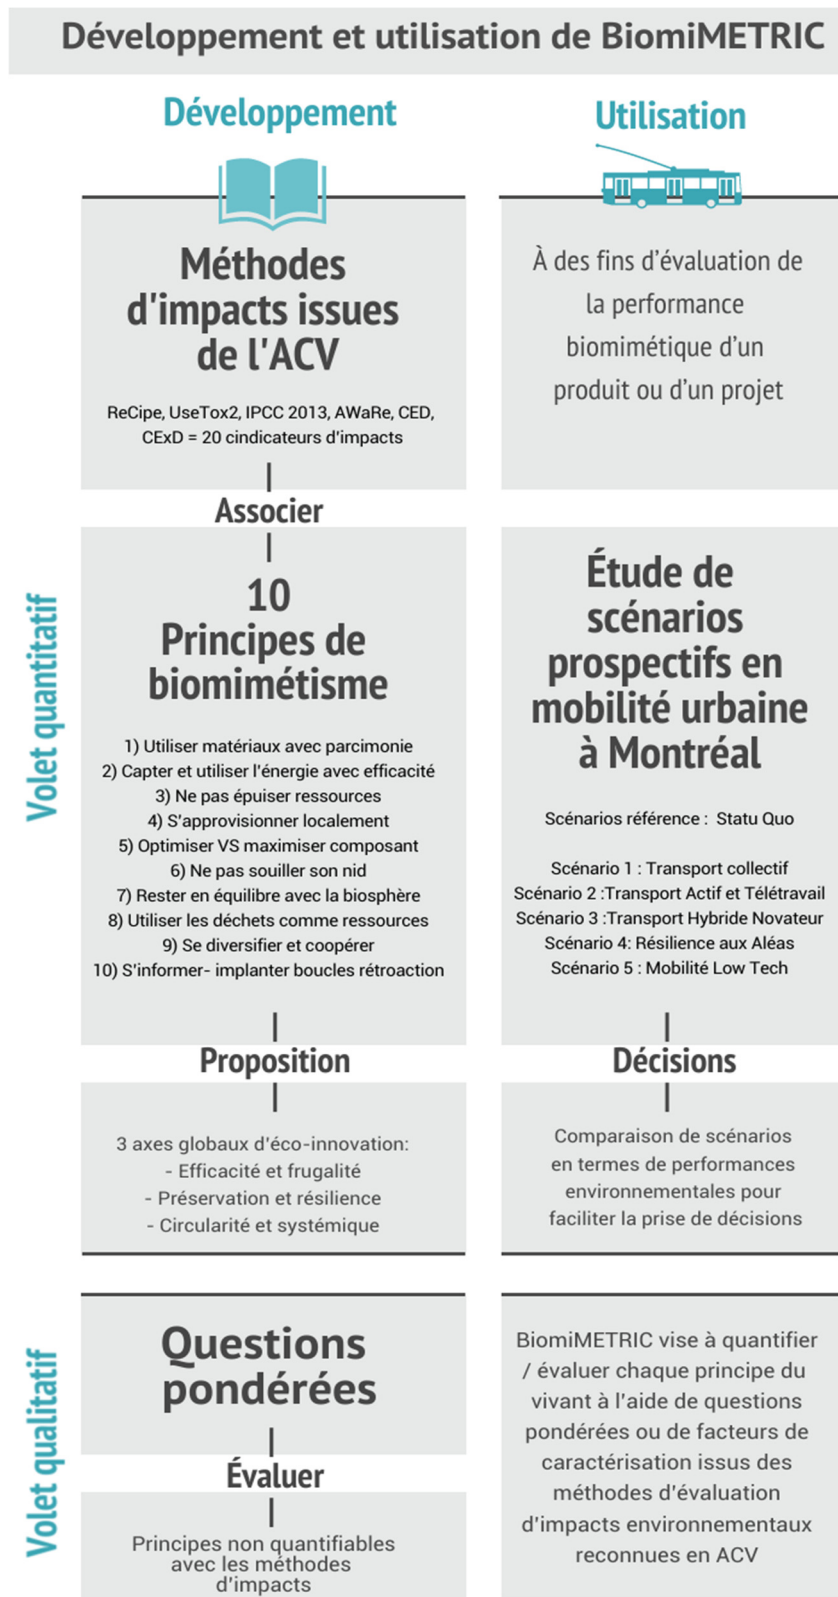 Développement et utilisation de BiomiMETRIC
Développement
Méthodes
d'impacts issues
de l'ACV
ReCipe, UseTox2, IPCC 2013, AWaRe, CED,
CExD = 20 cindicateurs d'impacts
Associer
Volet quantitatif
10
Principes de
biomimétisme
1) Utiliser matériaux avec parcimonie
2) Capter et utiliser l'énergie avec efficacité
3) Ne pas épuiser ressources
4) S'approvisionner localement
5) Optimiser VS maximiser composant
6) Ne pas souiller son nid
7) Rester en équilibre avec la biosphère
8) Utiliser les déchets comme ressources
9) Se diversifier et coopérer
10) S'informer- implanter boucles rétroaction
Proposition
3 axes globaux d'éco-innovation:
- Efficacité et frugalité
- Préservation et résilience
- Circularité et systémique
Utilisation
À des fins d'évaluation de
la performance
biomimétique d'un
produit ou d'un projet
Étude de
scénarios
prospectifs en
mobilité urbaine
à Montréal
Scénarios référence : Statu Quo
Scénario 1 : Transport collectif
Scénario 2 :Transport Actif et Télétravail
Scénario 3 :Transport Hybride Novateur
Scénario 4: Résilience aux Aléas
Scénario 5 : Mobilité Low Tech
Décisions
Comparaison de scénarios
en termes de performances
environnementales pour
faciliter la prise de décisions
Volet qualitatif
Questions
pondérées
Évaluer
Principes non quantifiables
avec les méthodes
d'impacts
BiomiMETRIC vise à quantifier
/ évaluer chaque principe du
vivant à l'aide de questions
pondérées ou de facteurs de
caractérisation issus des
méthodes d'évaluation
d'impacts environnementaux
reconnues en ACV